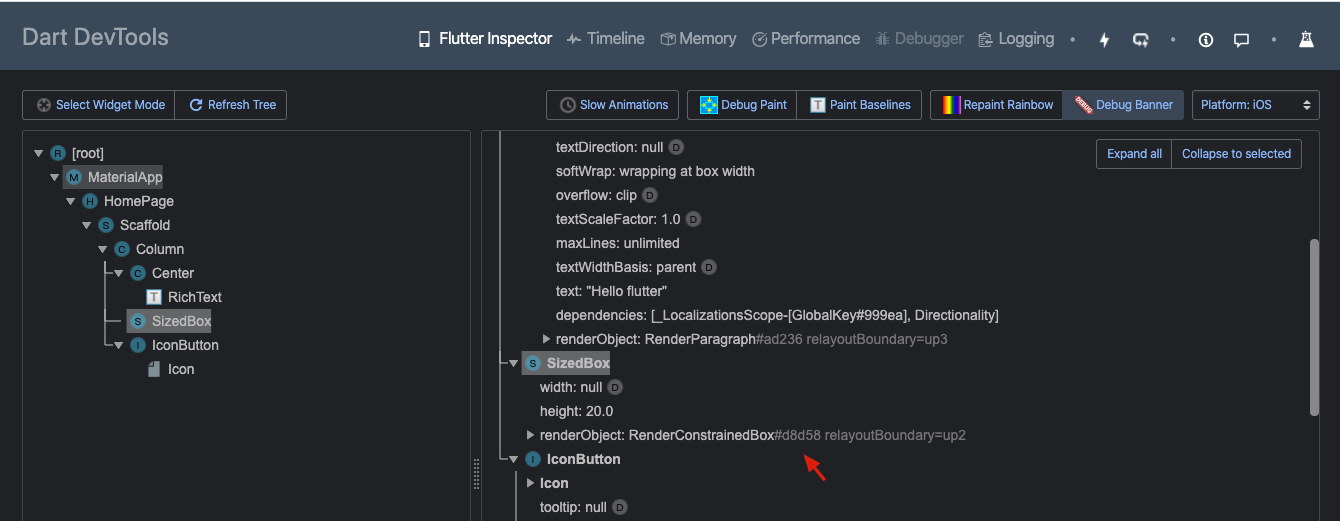 Dart DevTools
Flutter Inspector Timeline Memory Performance Debugger Logging
Select Widget Mode Refresh Tree
Slow Animations Debug Paint T Paint Baselines Repaint Rainbow DEBUG Debug Banner Platform: iOS
R [root]
M MaterialApp
H HomePage
S Scaffold
C Column
C Center
T RichText
S SizedBox
I IconButton
Icon
Expand all Collapse to selected
textDirection: null D
softWrap: wrapping at box width
overflow: clip D
textScaleFactor: 1.0 D
maxLines: unlimited
textWidthBasis: parent D
text: "Hello flutter"
dependencies: [_LocalizationsScope-[GlobalKey#999ea], Directionality]
renderObject: RenderParagraph#ad236 relayoutBoundary=up3
S SizedBox
width: null D
height: 20.0
renderObject: RenderConstrainedBox#d8d58 relayoutBoundary=up2
I IconButton
Icon
tooltip: null D